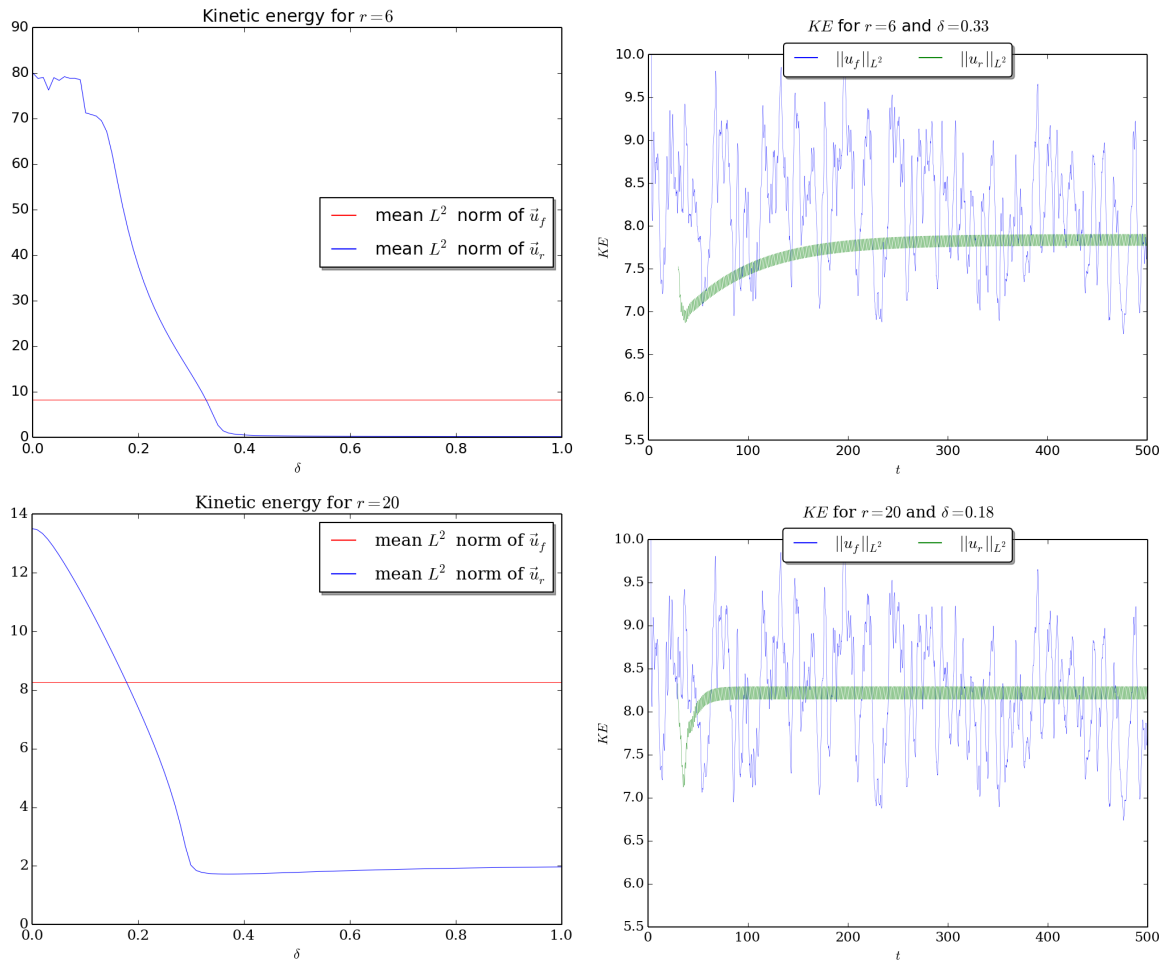 Kinetic energy for r=6
90
80
70
60
50
40
30
20
10
0
mean L² norm of u⃗_f
mean L² norm of u⃗_r
0.0 0.2 0.4 0.6 0.8 1.0
δ
KE for r=6 and δ=0.33
||u_f||_{L²} ||u_r||_{L²}
10.0
9.5
9.0
8.5
8.0
7.5
7.0
6.5
6.0
5.5
KE
0 100 200 300 400 500
t
Kinetic energy for r=20
14
12
10
8
6
4
2
0
mean L² norm of u⃗_f
mean L² norm of u⃗_r
0.0 0.2 0.4 0.6 0.8 1.0
δ
KE for r=20 and δ=0.18
||u_f||_{L²} ||u_r||_{L²}
10.0
9.5
9.0
8.5
8.0
7.5
7.0
6.5
6.0
5.5
KE
0 100 200 300 400 500
t